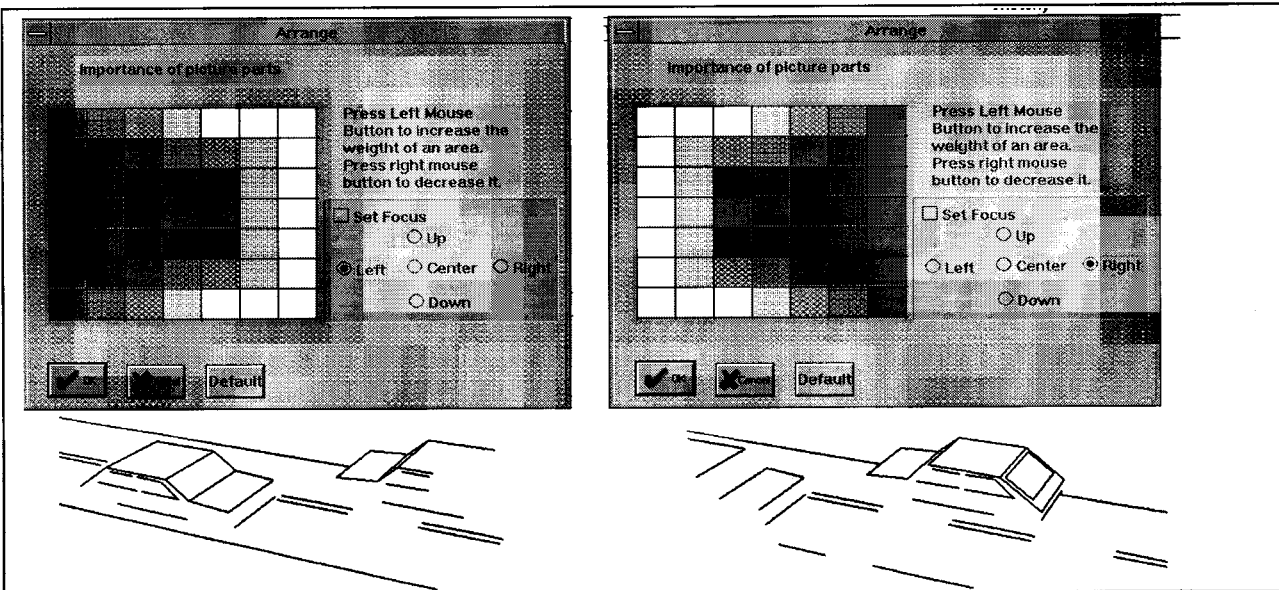 Arrange
Importance of picture parts
Press Left Mouse
Button to increase the
weigtht of an area.
Press right mouse
button to decrease it.
Set Focus
Up
Left Center Right
Down
OK Default
Arrange
Importance of picture parts
Press Left Mouse
Button to increase the
weigtht of an area.
Press right mouse
button to decrease it.
Set Focus
Up
Left Center Right
Down
OK Cancel Default